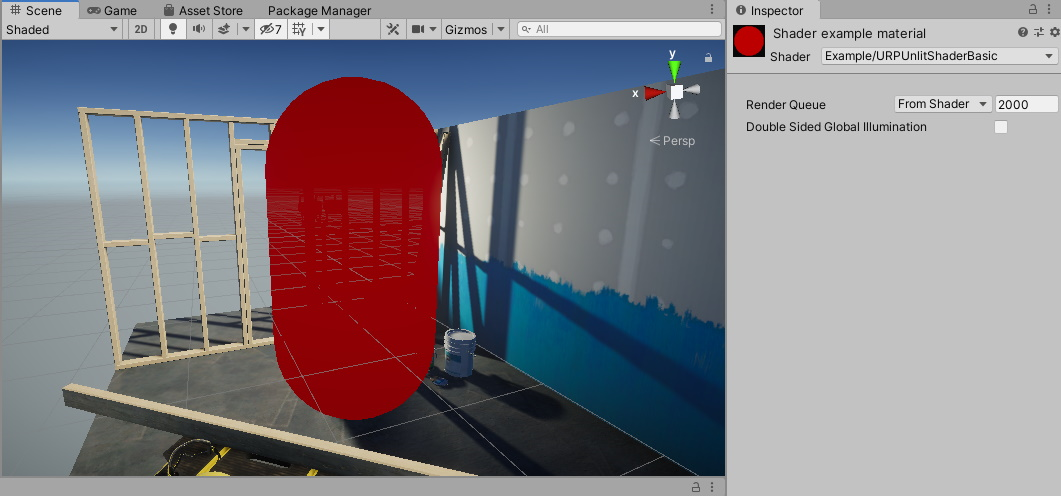 Scene Game Asset Store Package Manager
Shaded 2D 7 Gizmos All
y
x
Persp
Inspector
Shader example material
Shader Example/URPUnlitShaderBasic
Render Queue From Shader 2000
Double Sided Global Illumination